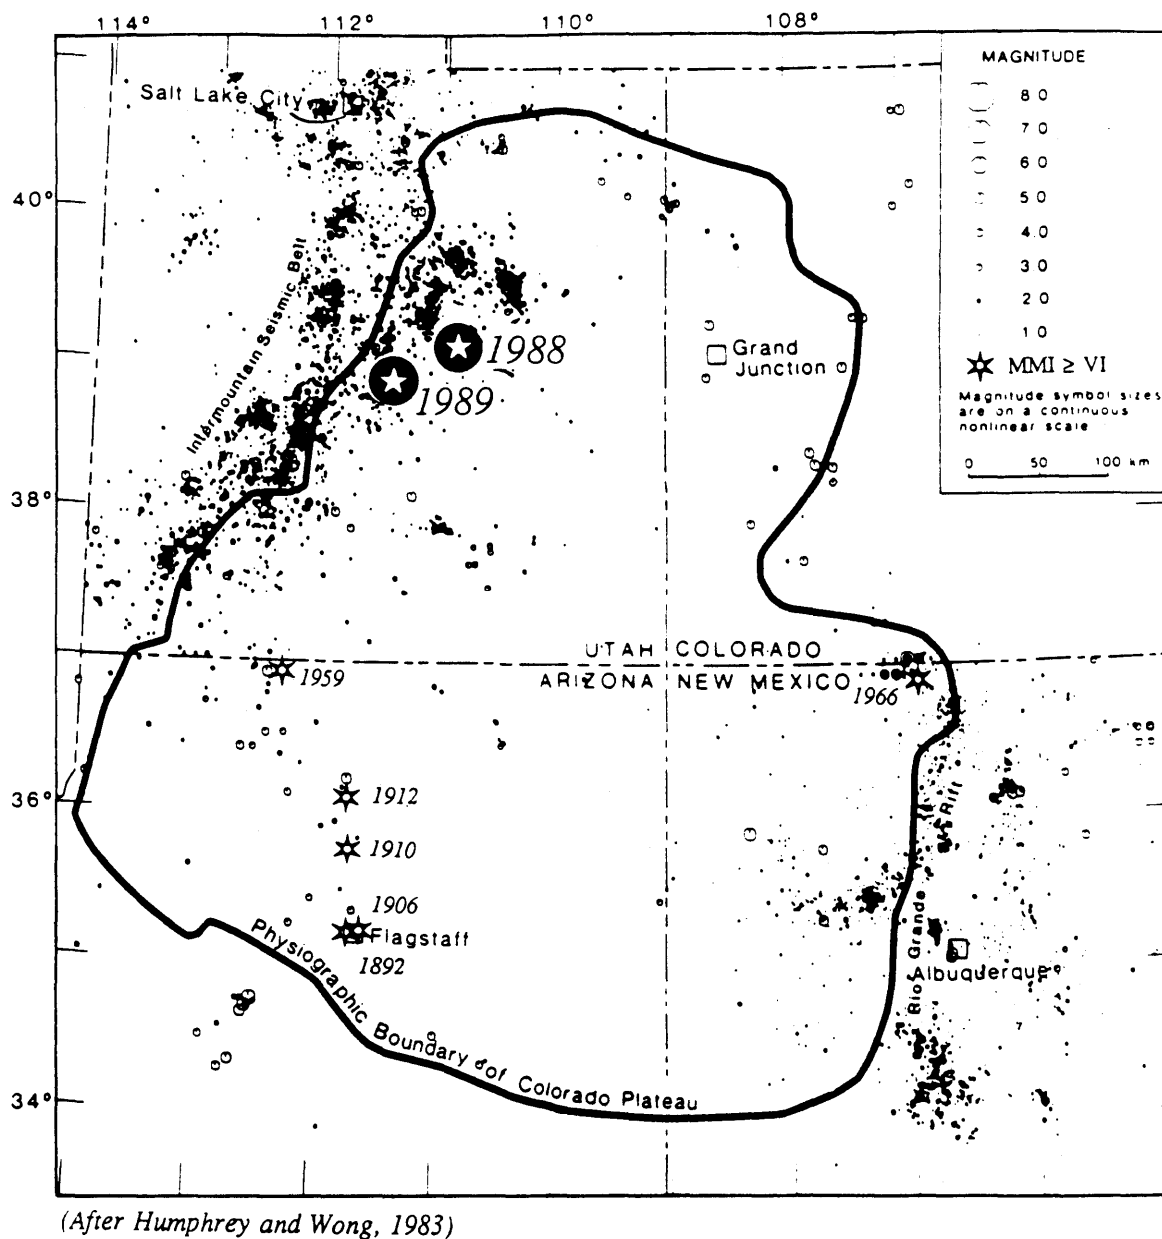 114° 112° 110° 108°
MAGNITUDE
8 0
7 0
6 0
5 0
4 0
3 0
2 0
1 0
MMI ≥ VI
Magnitude symbol sizes
are on a continuous
nonlinear scale
0 50 100 km
Salt Lake City
40°
Intermountain Seismic Belt
1988
1989
Grand
Junction
38°
UTAH COLORADO
ARIZONA NEW MEXICO
1959
1966
36°
1912
1910
1906
Flagstaff
1892
Rio Grande Rift
Albuquerque
7
Physiographic Boundary of Colorado Plateau
34°
(After Humphrey and Wong, 1983)